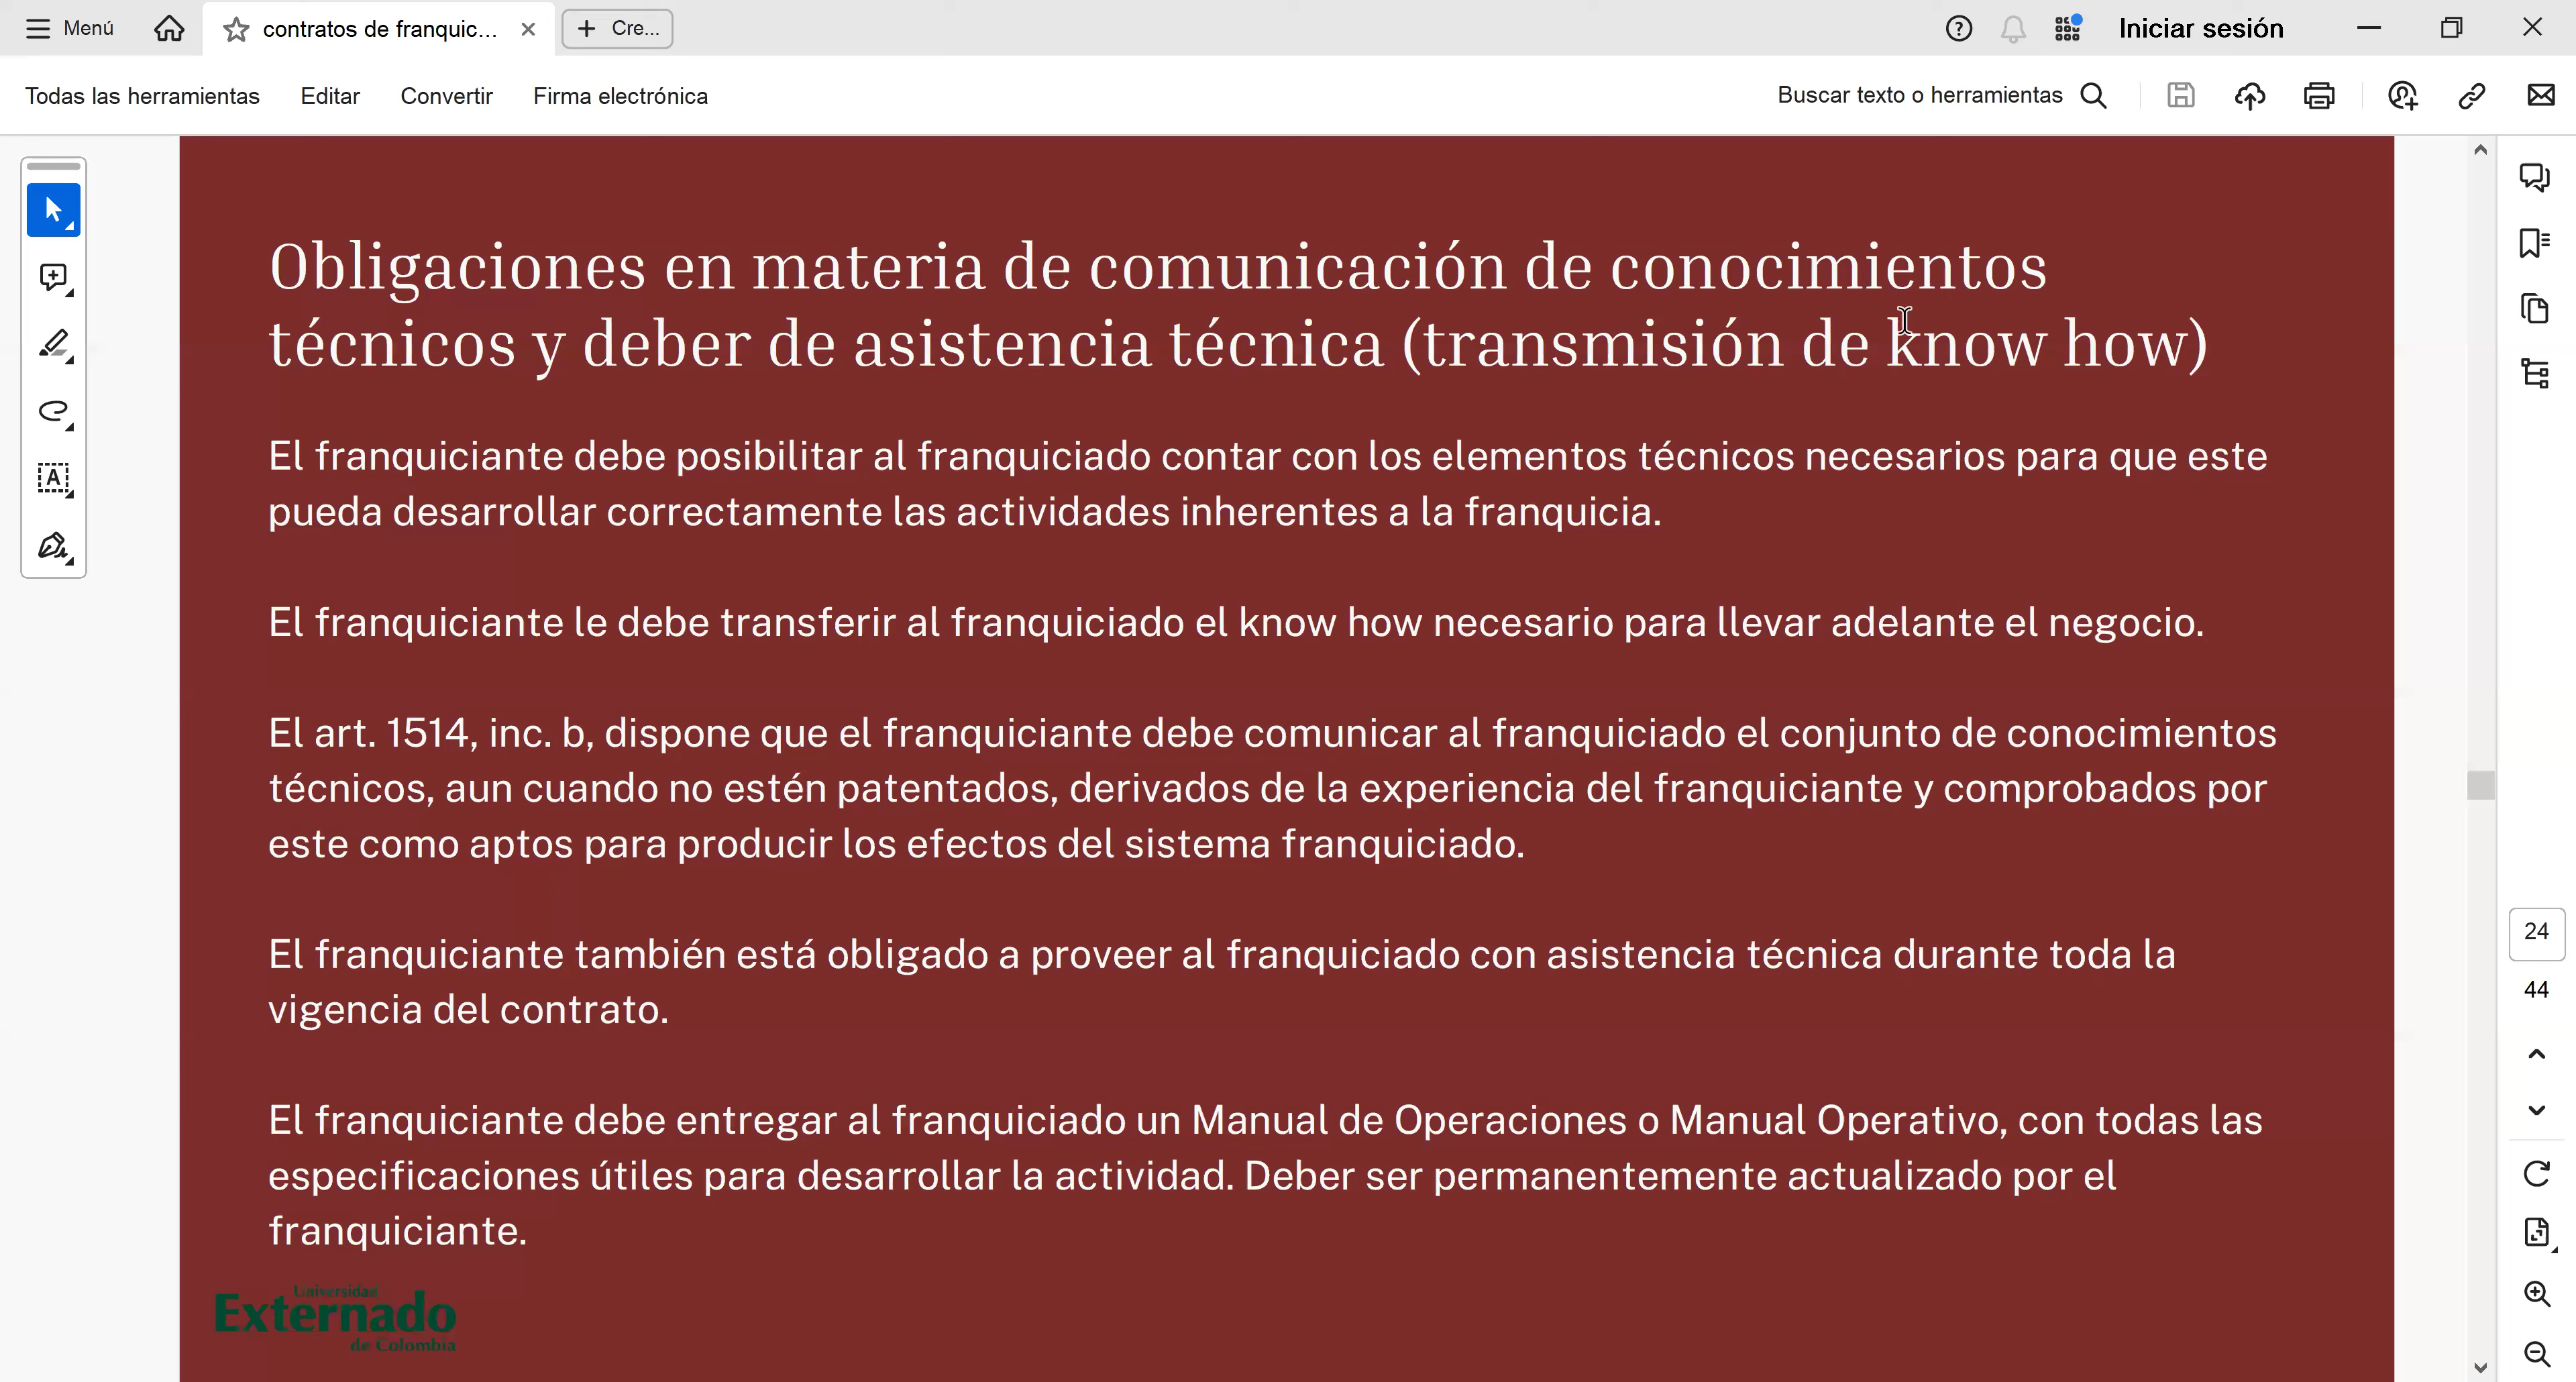 Menú
contratos de franquic...
Cre...
Iniciar sesión
Todas las herramientas
Editar
Convertir
Firma electrónica
Buscar texto o herramientas
Obligaciones en materia de comunicación de conocimientos
técnicos y deber de asistencia técnica (transmisión de know how)
El franquiciante debe posibilitar al franquiciado contar con los elementos técnicos necesarios para que este
pueda desarrollar correctamente las actividades inherentes a la franquicia.
El franquiciante le debe transferir al franquiciado el know how necesario para llevar adelante el negocio.
El art. 1514, inc. b, dispone que el franquiciante debe comunicar al franquiciado el conjunto de conocimientos
técnicos, aun cuando no estén patentados, derivados de la experiencia del franquiciante y comprobados por
este como aptos para producir los efectos del sistema franquiciado.
El franquiciante también está obligado a proveer al franquiciado con asistencia técnica durante toda la
vigencia del contrato.
El franquiciante debe entregar al franquiciado un Manual de Operaciones o Manual Operativo, con todas las
especificaciones útiles para desarrollar la actividad. Deber ser permanentemente actualizado por el
franquiciante.
Universidad
Externado
de Colombia
24
44